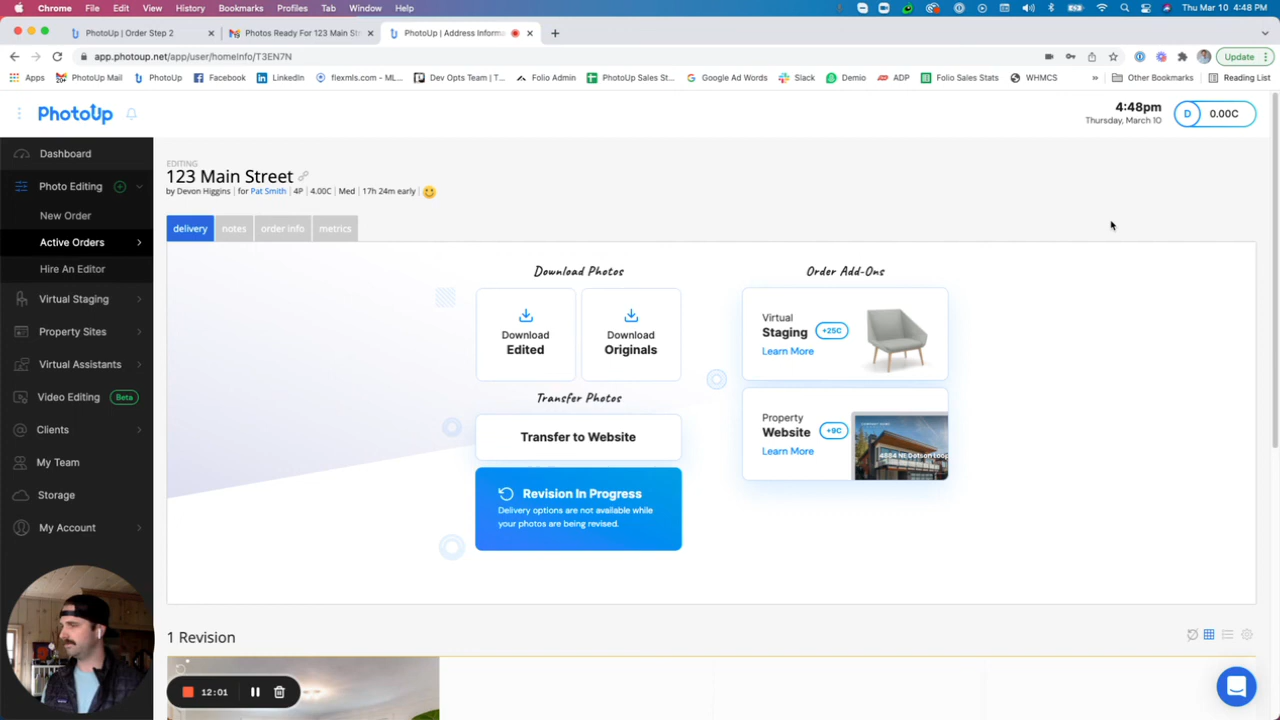 Chrome File Edit View History Bookmarks Profiles Tab Window Help Thu Mar 10 4:48 PM
PhotoUp | Order Step 2
Photos Ready For 123 Main St
PhotoUp | Address Informa
app.photoup.net/app/user/homeInfo/T3EN7N
Update
Apps PhotoUp Mail PhotoUp Facebook LinkedIn flexmls.com - ML... Dev Opts Team | T... Folio Admin PhotoUp Sales St... Google Ad Words Slack Demio ADP Folio Sales Stats WHMCS » Other Bookmarks Reading List
PhotoUp
4:48pm
Thursday, March 10
D 0.00C
Dashboard
Photo Editing
New Order
Active Orders
Hire An Editor
Virtual Staging
Property Sites
Virtual Assistants
Video Editing Beta
Clients
My Team
Storage
My Account
EDITING
123 Main Street
by Devon Higgins | for Pat Smith | 4P | 4.00C | Med | 17h 24m early |
delivery notes order info metrics
Download Photos
Download
Edited
Download
Originals
Transfer Photos
Transfer to Website
Revision In Progress
Delivery options are not available while
your photos are being revised.
Order Add-Ons
Virtual
Staging +25C
Learn More
Property
Website +9C
Learn More
4884 NE Dotson Loop
1 Revision
12:01